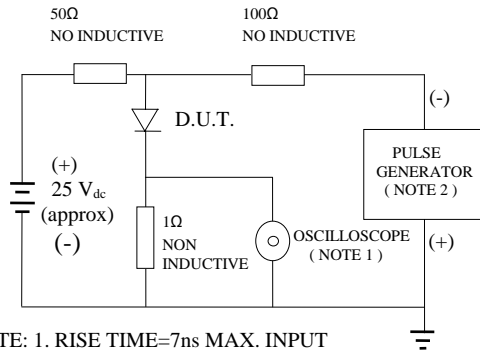 50Ω
NO INDUCTIVE
100Ω
NO INDUCTIVE
(-)
D.U.T.
PULSE
GENERATOR
( NOTE 2 )
(+)
25 Vdc
(approx)
(-)
1Ω
NON
INDUCTIVE
OSCILLOSCOPE
( NOTE 1 )
(+)
TE: 1. RISE TIME=7ns MAX. INPUT